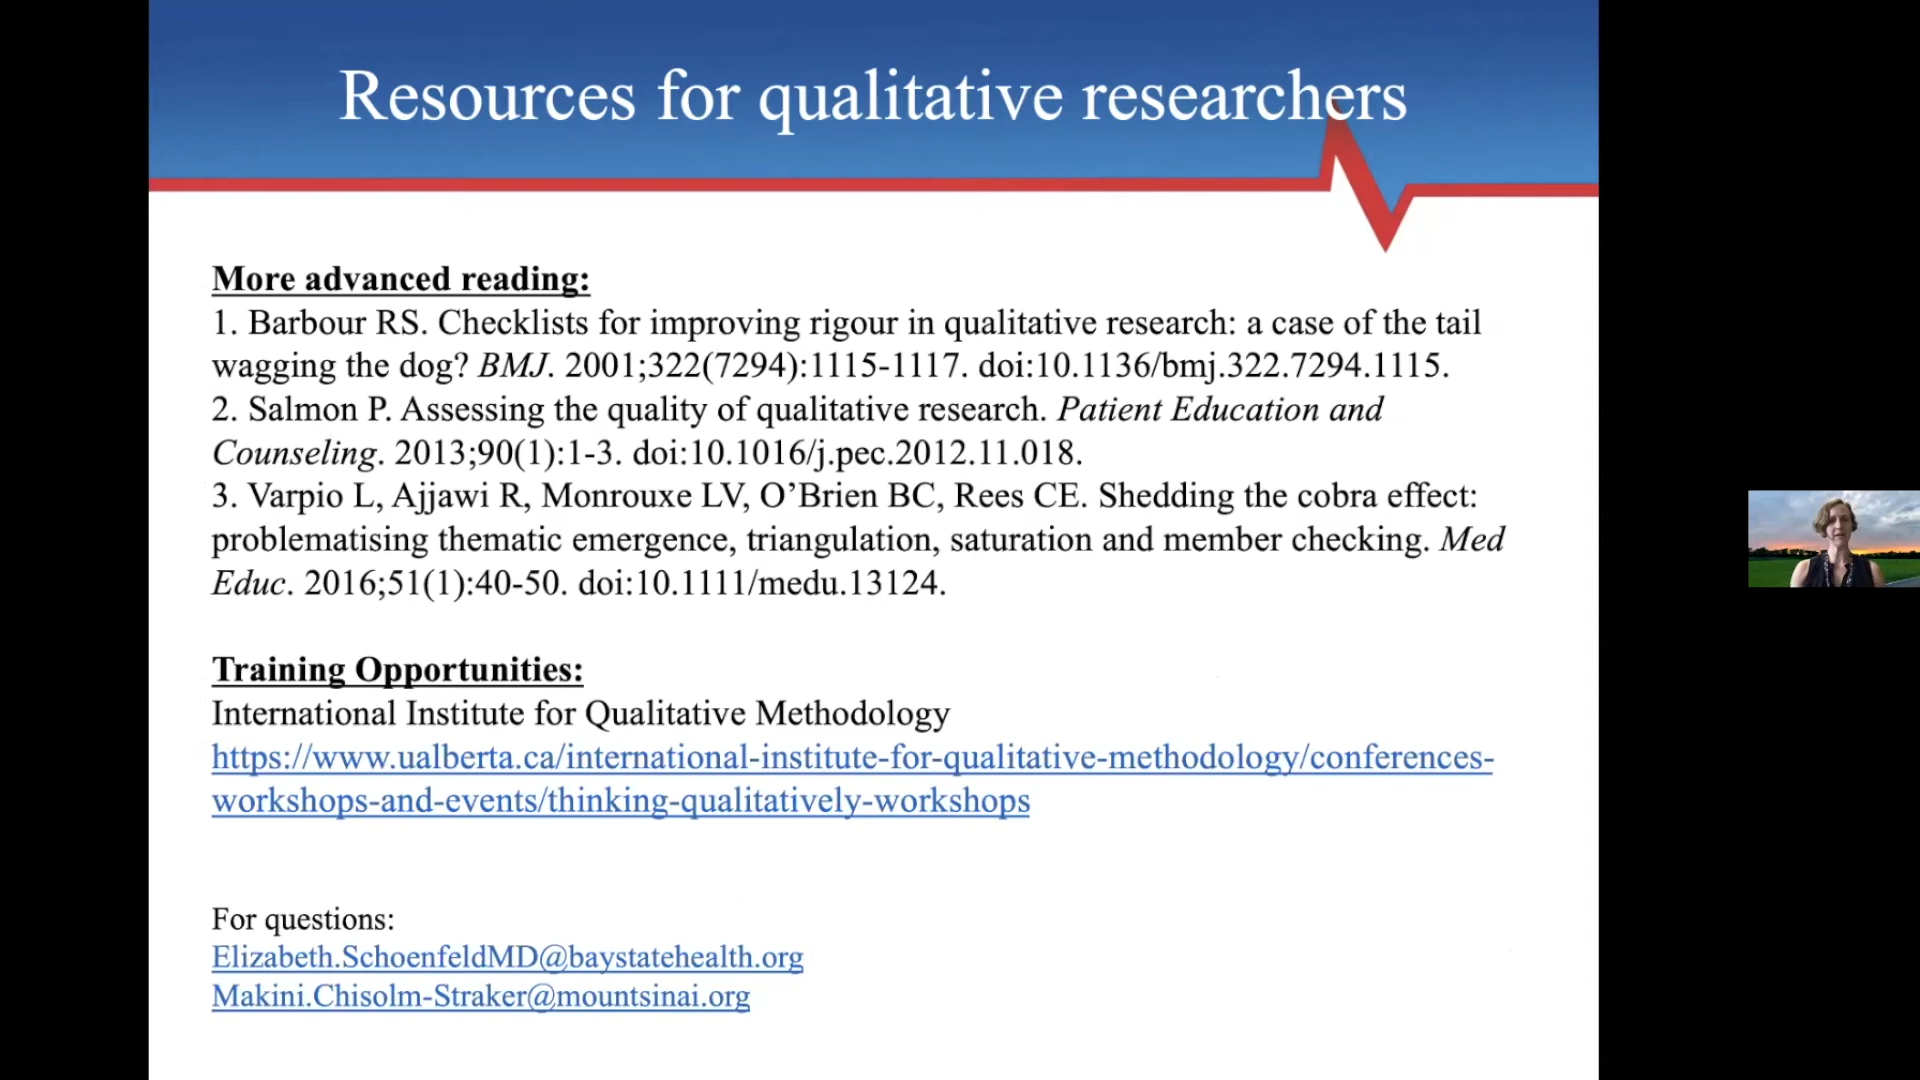 Resources for qualitative researchers
More advanced reading:
1. Barbour RS. Checklists for improving rigour in qualitative research: a case of the tail
wagging the dog? BMJ. 2001;322(7294):1115-1117. doi:10.1136/bmj.322.7294.1115.
2. Salmon P. Assessing the quality of qualitative research. Patient Education and
Counseling. 2013;90(1):1-3. doi:10.1016/j.pec.2012.11.018.
3. Varpio L, Ajjawi R, Monrouxe LV, O’Brien BC, Rees CE. Shedding the cobra effect:
problematising thematic emergence, triangulation, saturation and member checking. Med
Educ. 2016;51(1):40-50. doi:10.1111/medu.13124.
Training Opportunities:
International Institute for Qualitative Methodology
https://www.ualberta.ca/international-institute-for-qualitative-methodology/conferences-
workshops-and-events/thinking-qualitatively-workshops
For questions:
Elizabeth.SchoenfeldMD@baystatehealth.org
Makini.Chisolm-Straker@mountsinai.org